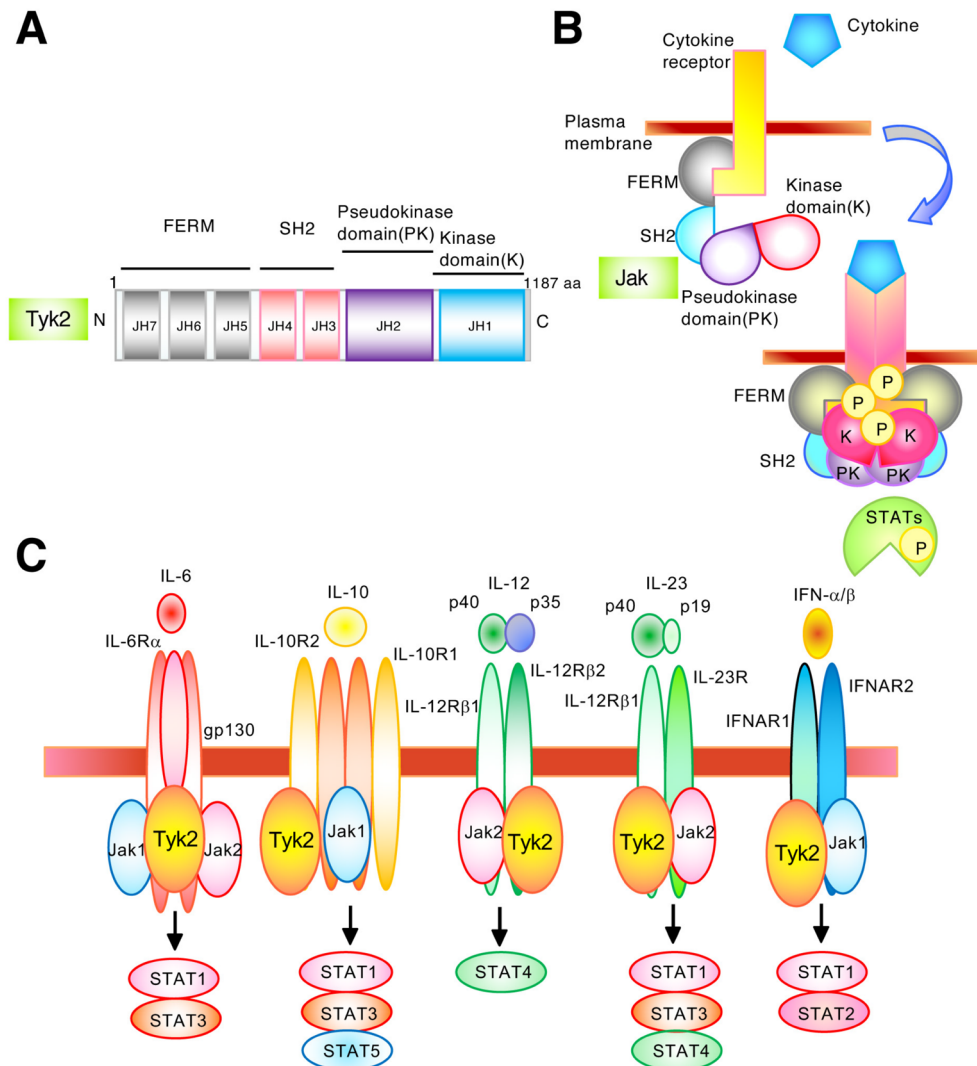 A
FERM
SH2
Pseudokinase
domain(PK)
Kinase
domain(K)
1
1187 aa
Tyk2
N
JH7
JH6
JH5
JH4
JH3
JH2
JH1
C
B
Cytokine
receptor
Cytokine
Plasma
membrane
FERM
Kinase
domain(K)
SH2
Jak
Pseudokinase
domain(PK)
FERM
P
P
P
K
K
SH2
PK
PK
STATs
P
C
IL-6
IL-6Rα
gp130
Jak1
Tyk2
Jak2
STAT1
STAT3
IL-10
IL-10R2
IL-10R1
Tyk2
Jak1
STAT1
STAT3
STAT5
IL-12
p40
p35
IL-12Rβ1
IL-12Rβ2
Jak2
Tyk2
STAT4
IL-23
p40
p19
IL-12Rβ1
IL-23R
Tyk2
Jak2
STAT1
STAT3
STAT4
IFN-α/β
IFNAR1
IFNAR2
Tyk2
Jak1
STAT1
STAT2